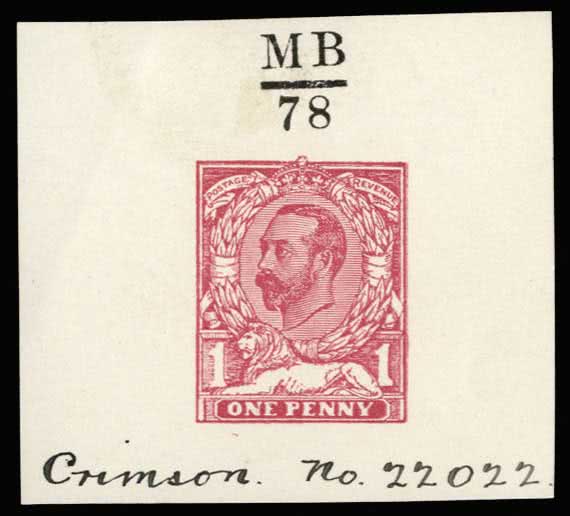 MB
78
POSTAGE REVENUE
1 1
ONE PENNY
Crimson. No. 22022.